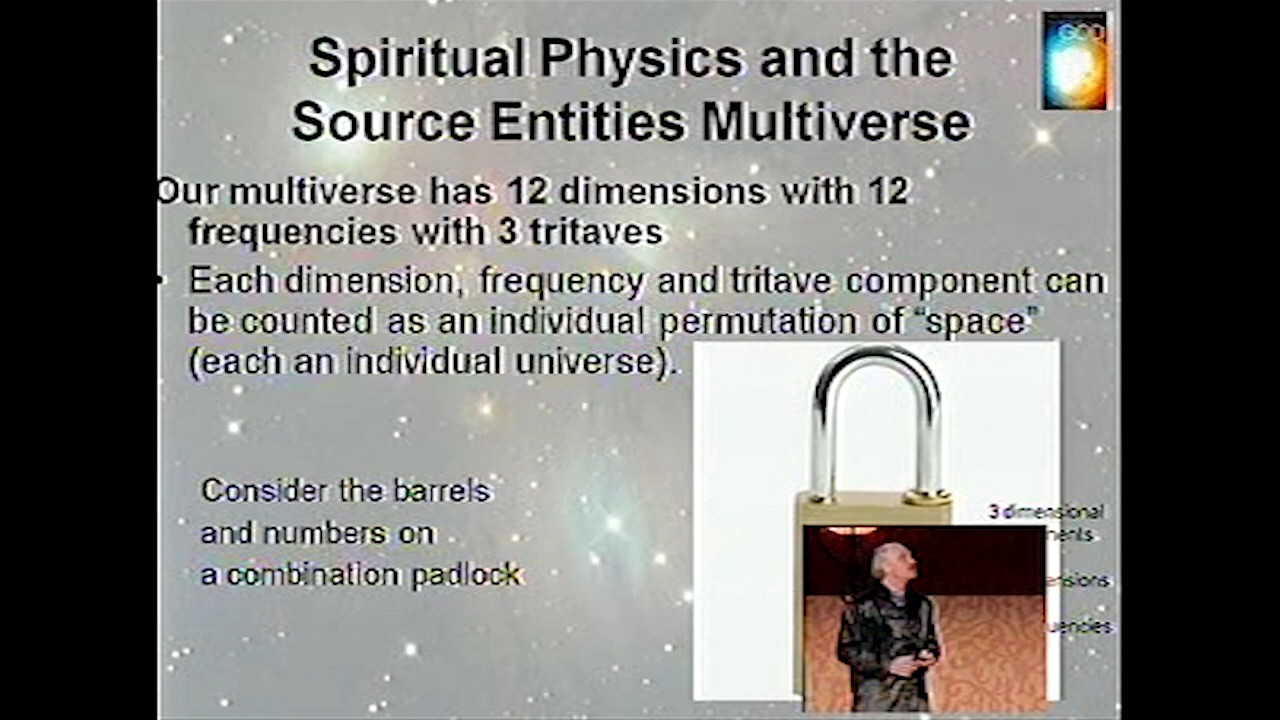 GOD
Spiritual Physics and the
Source Entities Multiverse
Our multiverse has 12 dimensions with 12
frequencies with 3 tritaves
• Each dimension, frequency and tritave component can
be counted as an individual permutation of “space”
(each an individual universe).
Consider the barrels
and numbers on
a combination padlock
3 dimensional